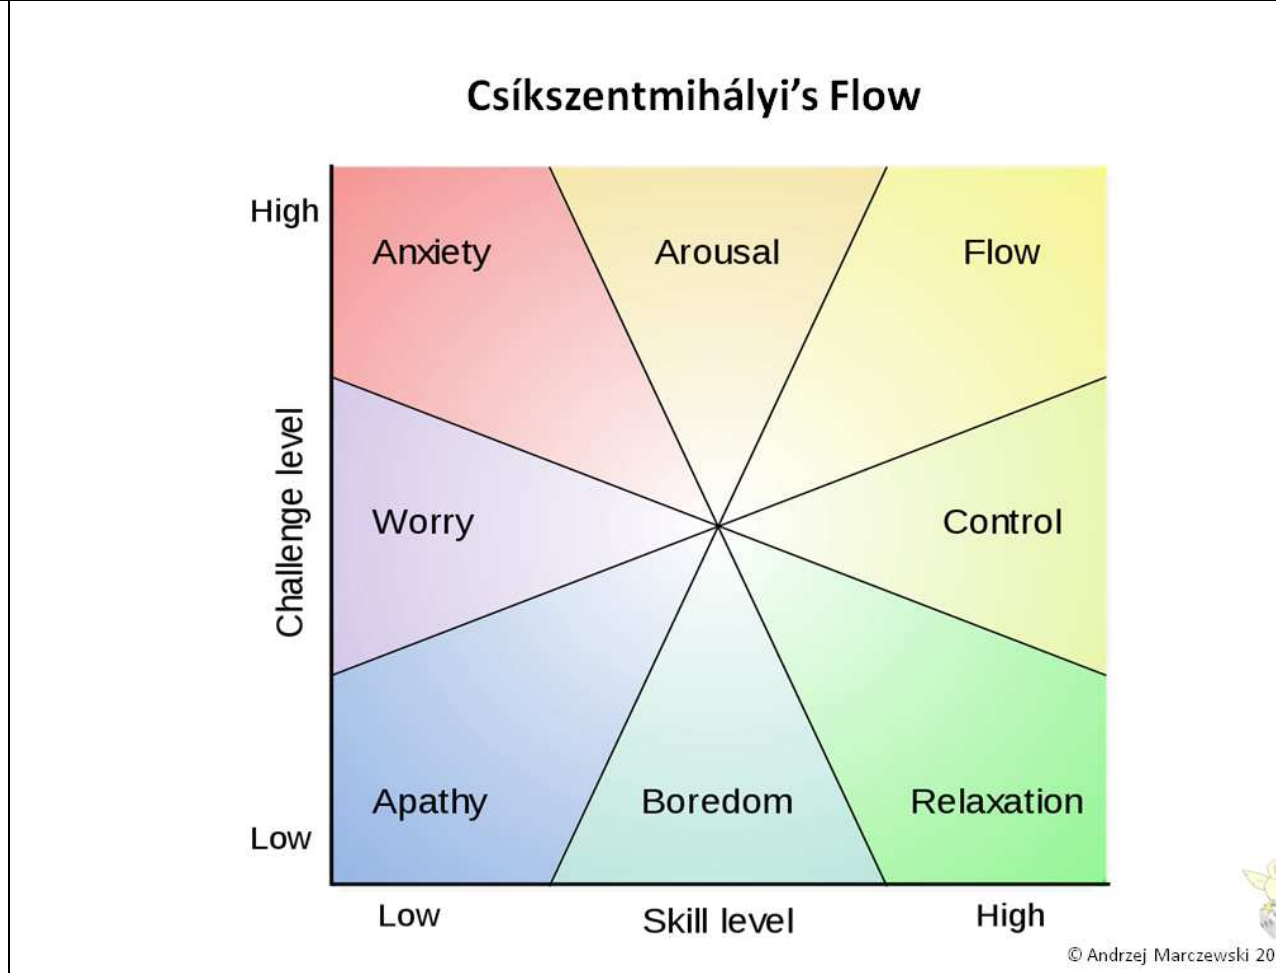 Csíkszentmihályi’s Flow
High
Anxiety
Arousal
Flow
Challenge level
Worry
Control
Apathy
Boredom
Relaxation
Low
Low
Skill level
High
© Andrzej Marczewski 20